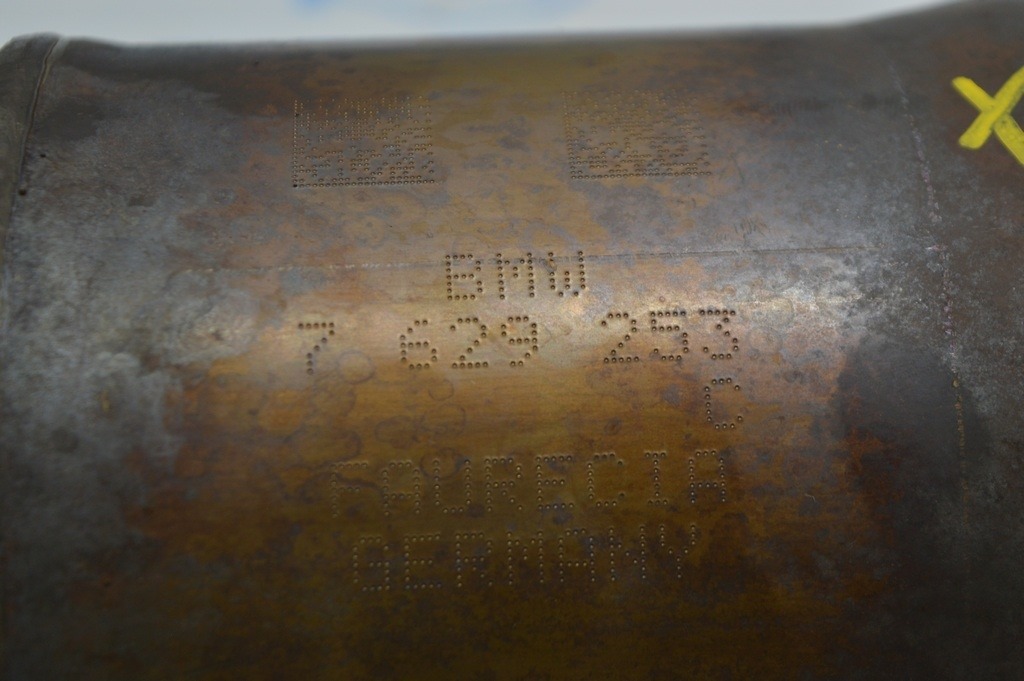 BMW
7 629 253
C
FAURECIA
GERMANY
X